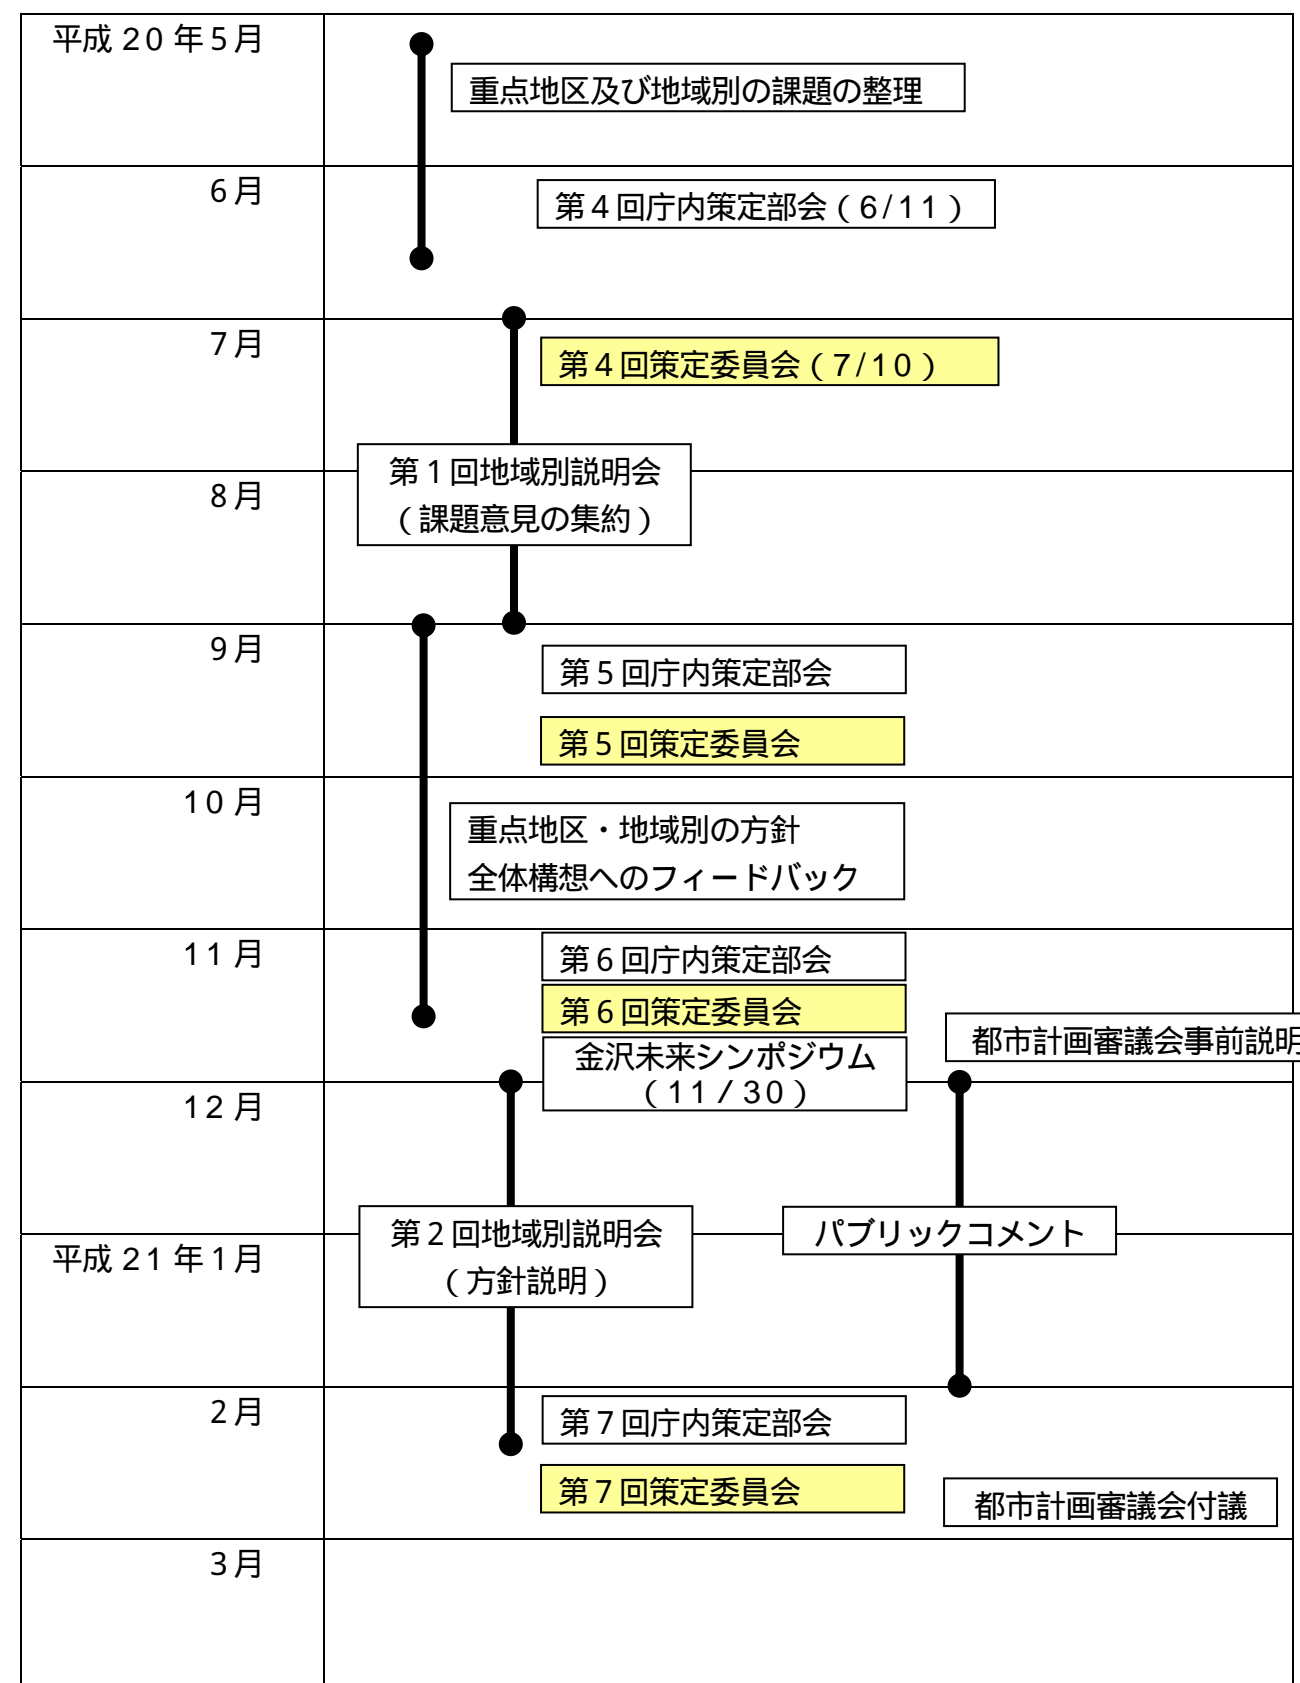 平成20年5月
重点地区及び地域別の課題の整理
6月
第4回庁内策定部会(6/11)
7月
第4回策定委員会(7/10)
第1回地域別説明会
(課題意見の集約)
8月
9月
第5回庁内策定部会
第5回策定委員会
10月
重点地区・地域別の方針
全体構想へのフィードバック
11月
第6回庁内策定部会
第6回策定委員会
都市計画審議会事前説明
金沢未来シンポジウム
(11/30)
12月
第2回地域別説明会
(方針説明)
パブリックコメント
平成21年1月
2月
第7回庁内策定部会
第7回策定委員会
都市計画審議会付議
3月